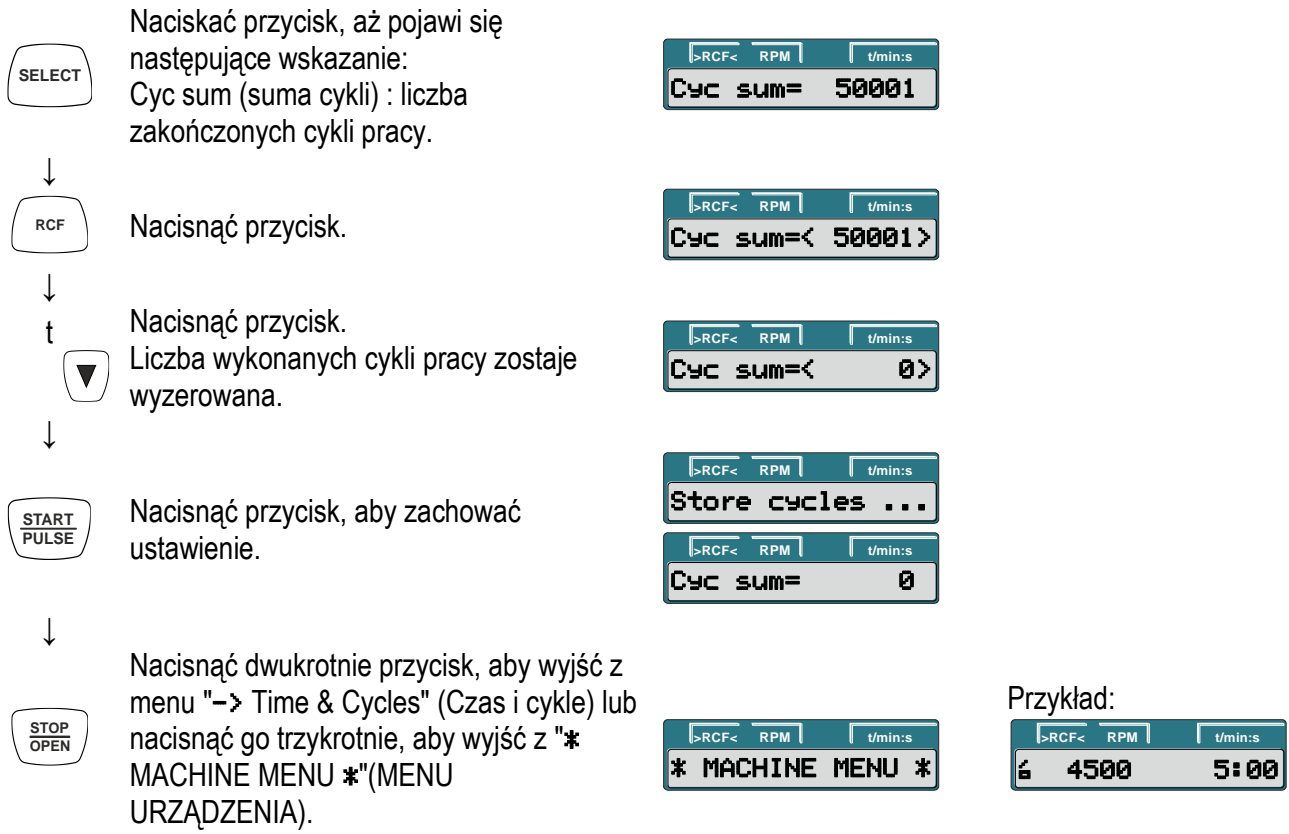 Naciskać przycisk, aż pojawi się
następujące wskazanie:
Cyc sum (suma cykli) : liczba
zakończonych cykli pracy.
SELECT
>RCF< RPM t/min:s
Cyc sum= 50001
↓
RCF
Nacisnąć przycisk.
>RCF< RPM t/min:s
Cyc sum=< 50001>
↓
t
▼
Nacisnąć przycisk.
Liczba wykonanych cykli pracy zostaje
wyzerowana.
>RCF< RPM t/min:s
Cyc sum=< 0>
↓
START
PULSE
Nacisnąć przycisk, aby zachować
ustawienie.
>RCF< RPM t/min:s
Store cycles ...
>RCF< RPM t/min:s
Cyc sum= 0
↓
STOP
OPEN
Nacisnąć dwukrotnie przycisk, aby wyjść z
menu "-> Time & Cycles" (Czas i cykle) lub
nacisnąć go trzykrotnie, aby wyjść z "*
MACHINE MENU *"(MENU
URZĄDZENIA).
>RCF< RPM t/min:s
* MACHINE MENU *
Przykład:
>RCF< RPM t/min:s
ó 4500 5:00